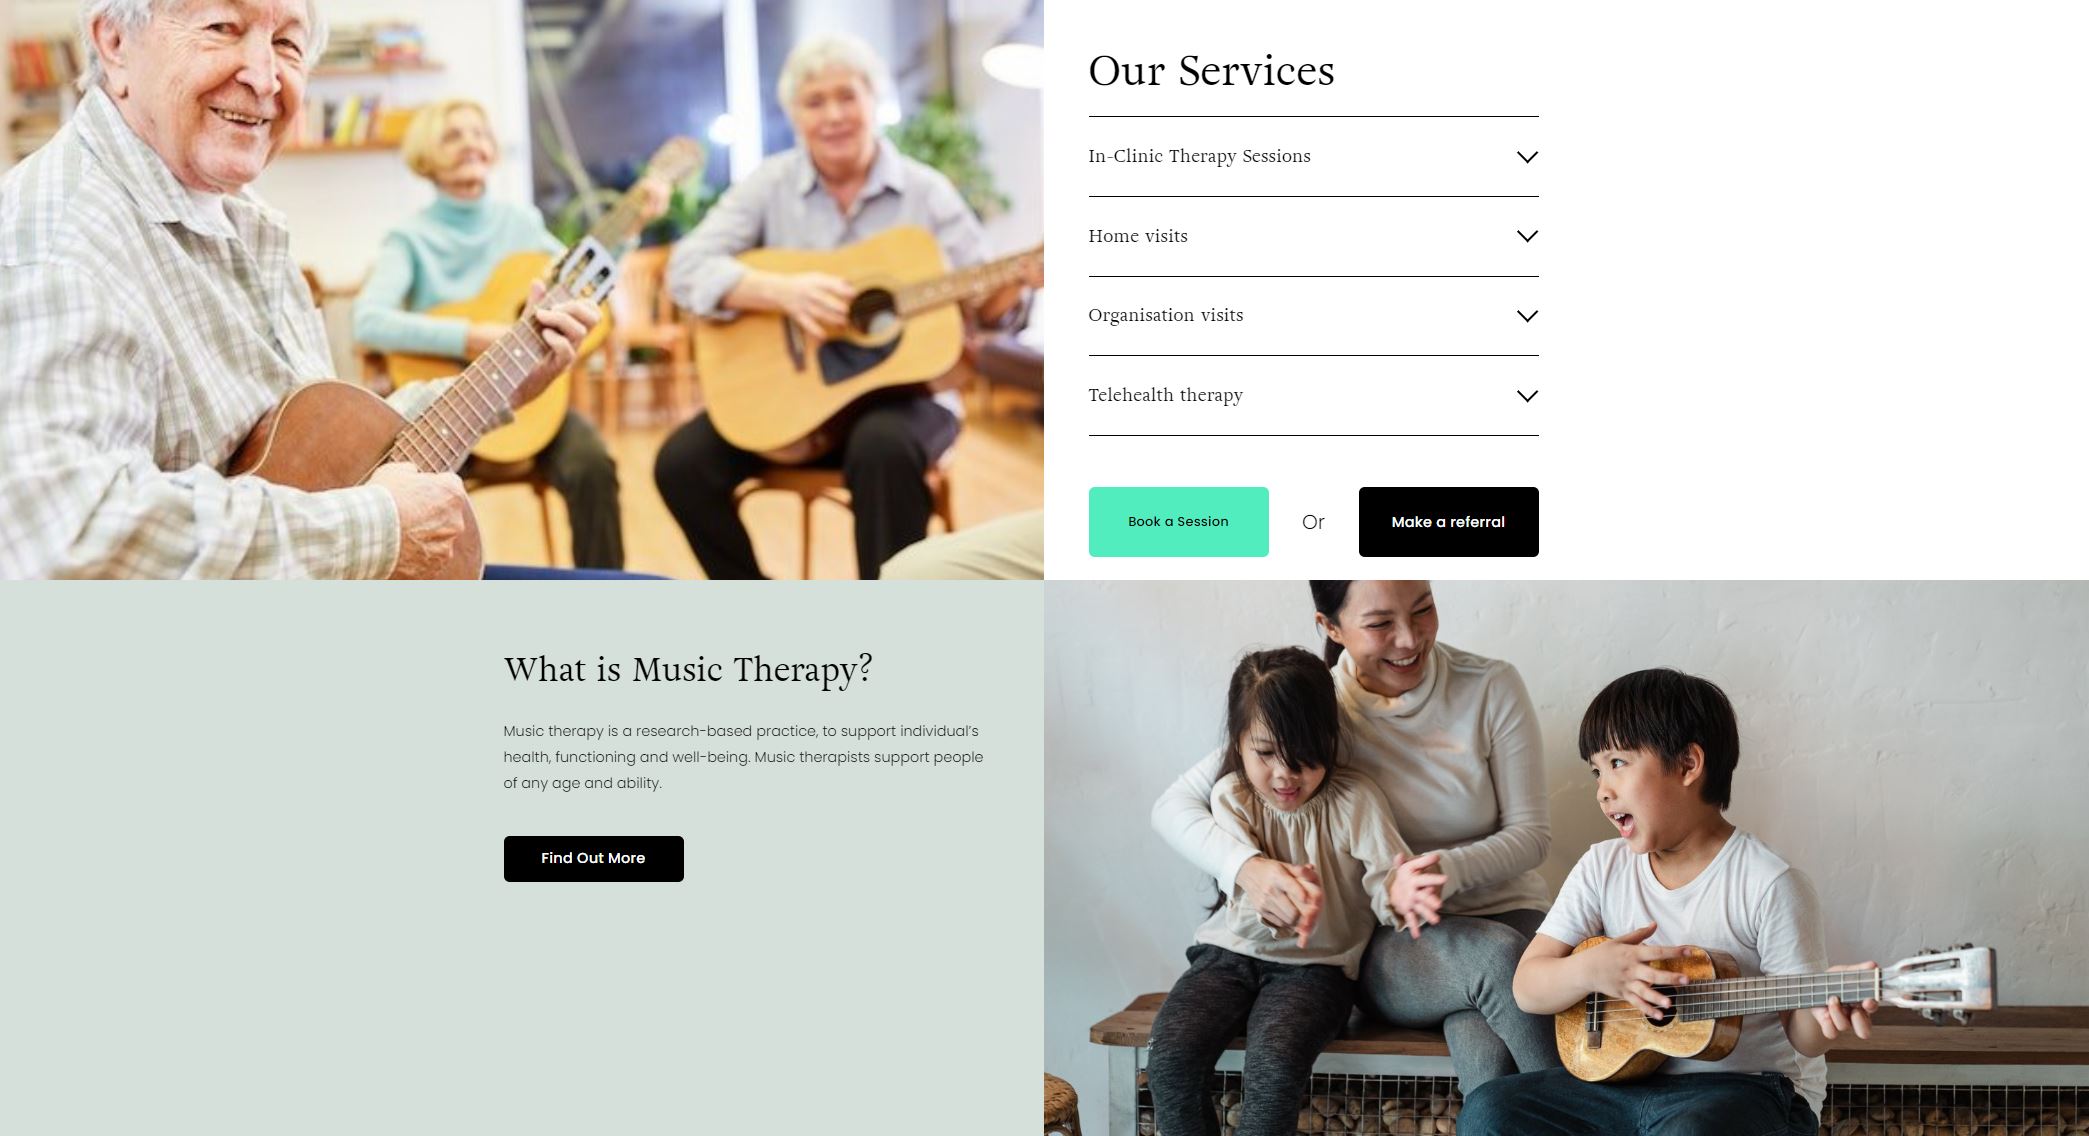 Our Services
In-Clinic Therapy Sessions
Home visits
Organisation visits
Telehealth therapy
Book a Session
Or
Make a referral
What is Music Therapy?
Music therapy is a research-based practice, to support individual’s
health, functioning and well-being. Music therapists support people
of any age and ability.
Find Out More